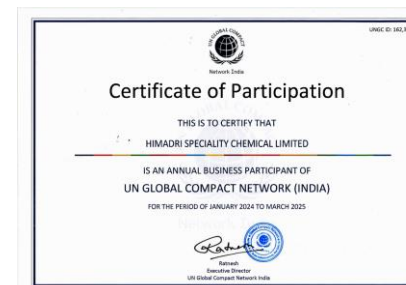 UNGC ID: 162,
Network India
Certificate of Participation
THIS IS TO CERTIFY THAT
HIMADRI SPECIALITY CHEMICAL LIMITED
IS AN ANNUAL BUSINESS PARTICIPANT OF
UN GLOBAL COMPACT NETWORK (INDIA)
FOR THE PERIOD OF JANUARY 2024 TO MARCH 2025
Ratnesh
Executive Director
UN Global Compact Network India